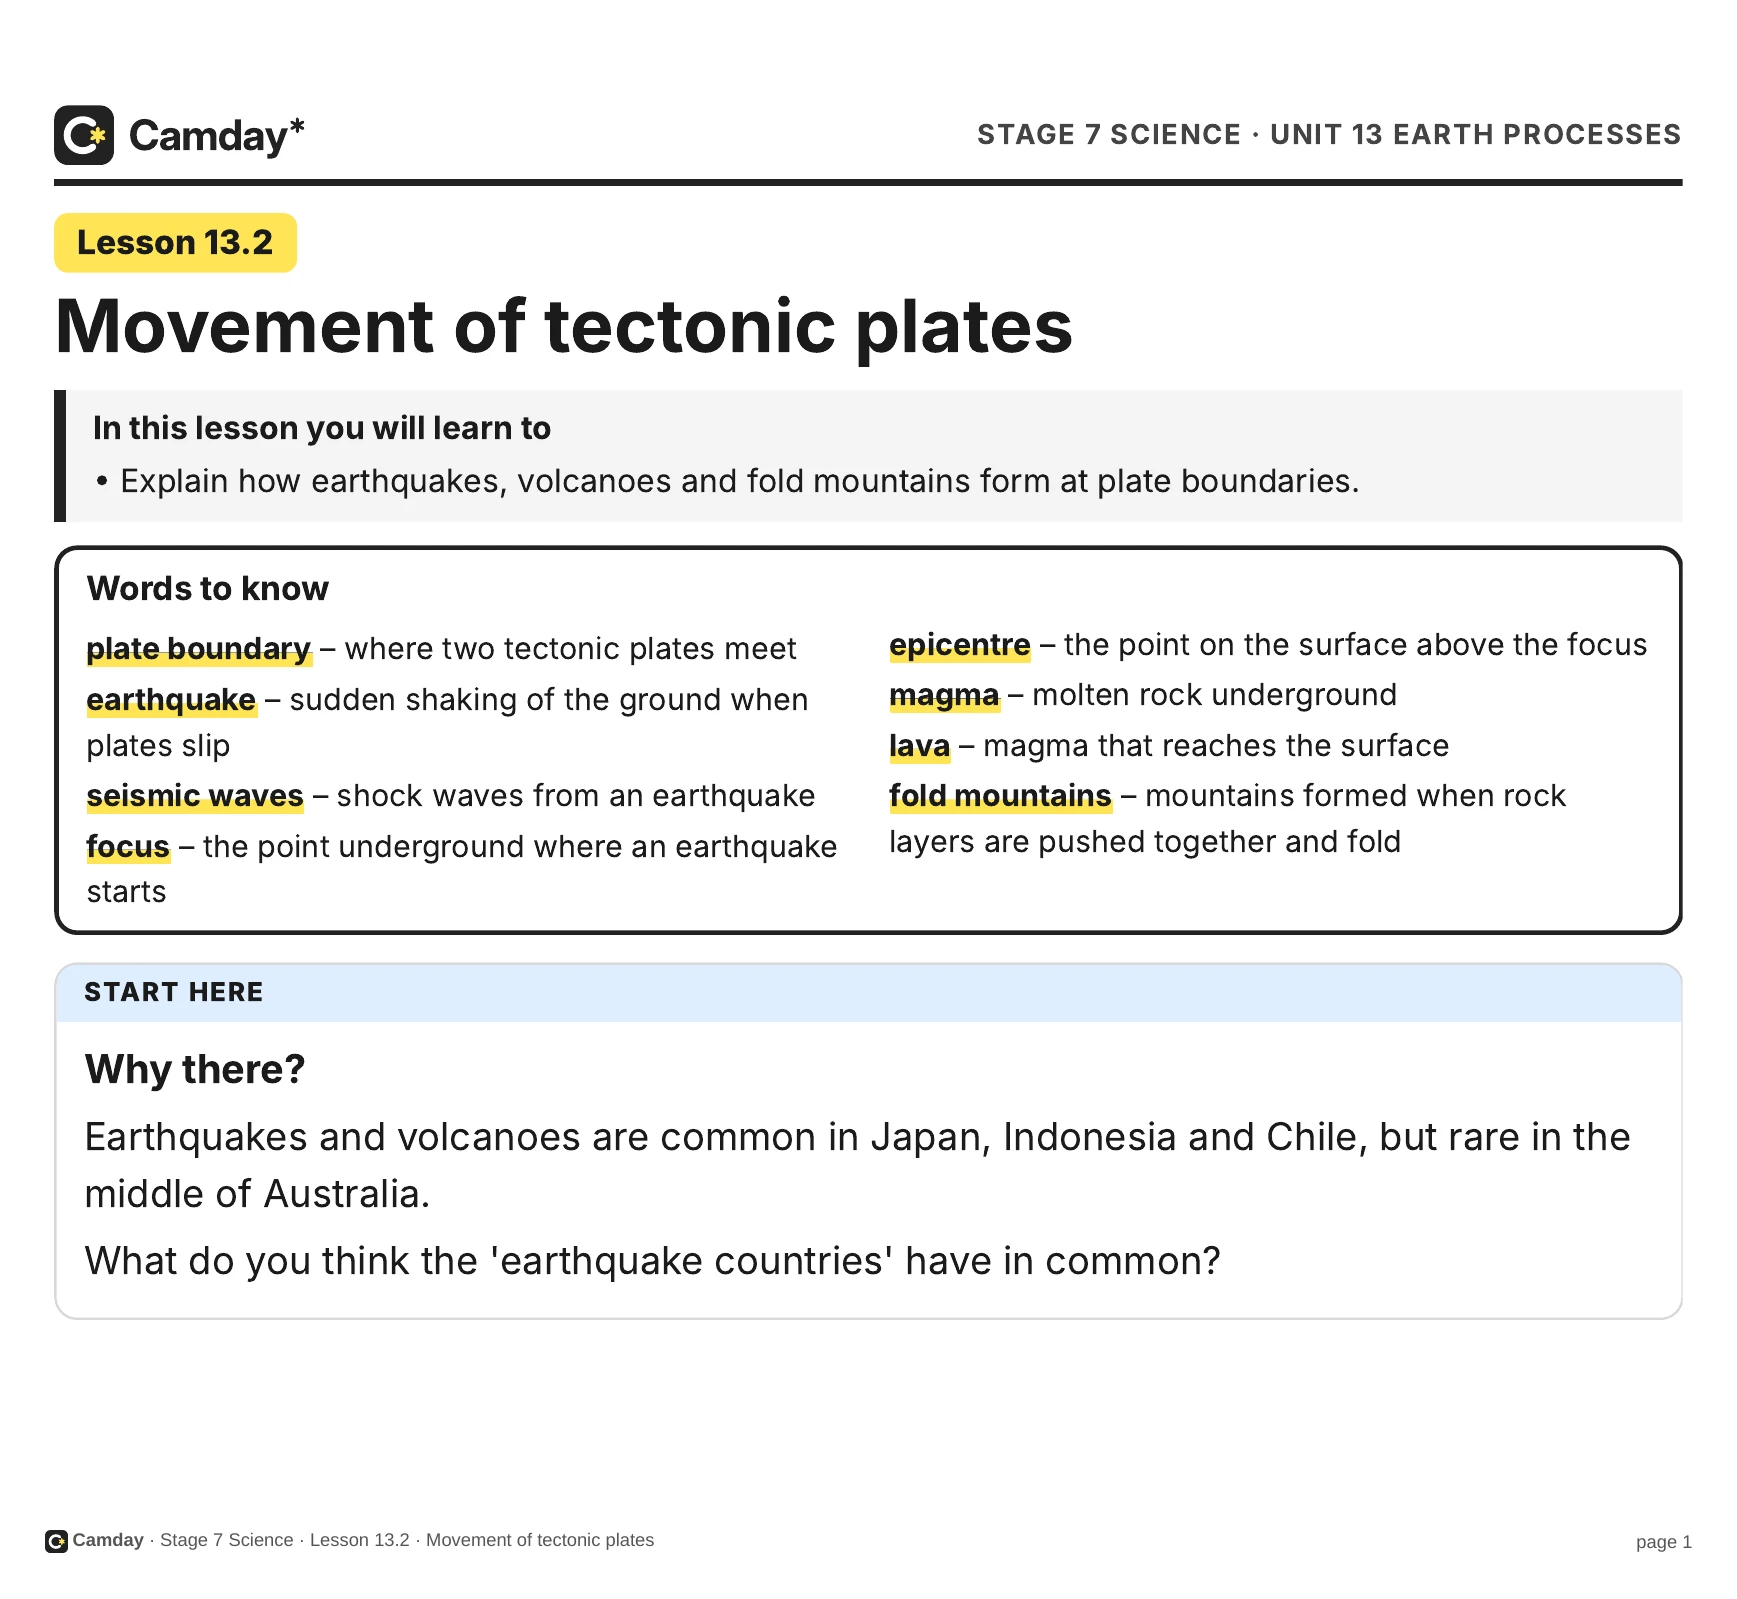 Camday*
STAGE 7 SCIENCE · UNIT 13 EARTH PROCESSES
Lesson 13.2
Movement of tectonic plates
In this lesson you will learn to
• Explain how earthquakes, volcanoes and fold mountains form at plate boundaries.
Words to know
plate boundary – where two tectonic plates meet
earthquake – sudden shaking of the ground when
plates slip
seismic waves – shock waves from an earthquake
focus – the point underground where an earthquake
starts
epicentre – the point on the surface above the focus
magma – molten rock underground
lava – magma that reaches the surface
fold mountains – mountains formed when rock
layers are pushed together and fold
START HERE
Why there?
Earthquakes and volcanoes are common in Japan, Indonesia and Chile, but rare in the
middle of Australia.
What do you think the 'earthquake countries' have in common?
Camday · Stage 7 Science · Lesson 13.2 · Movement of tectonic plates
page 1